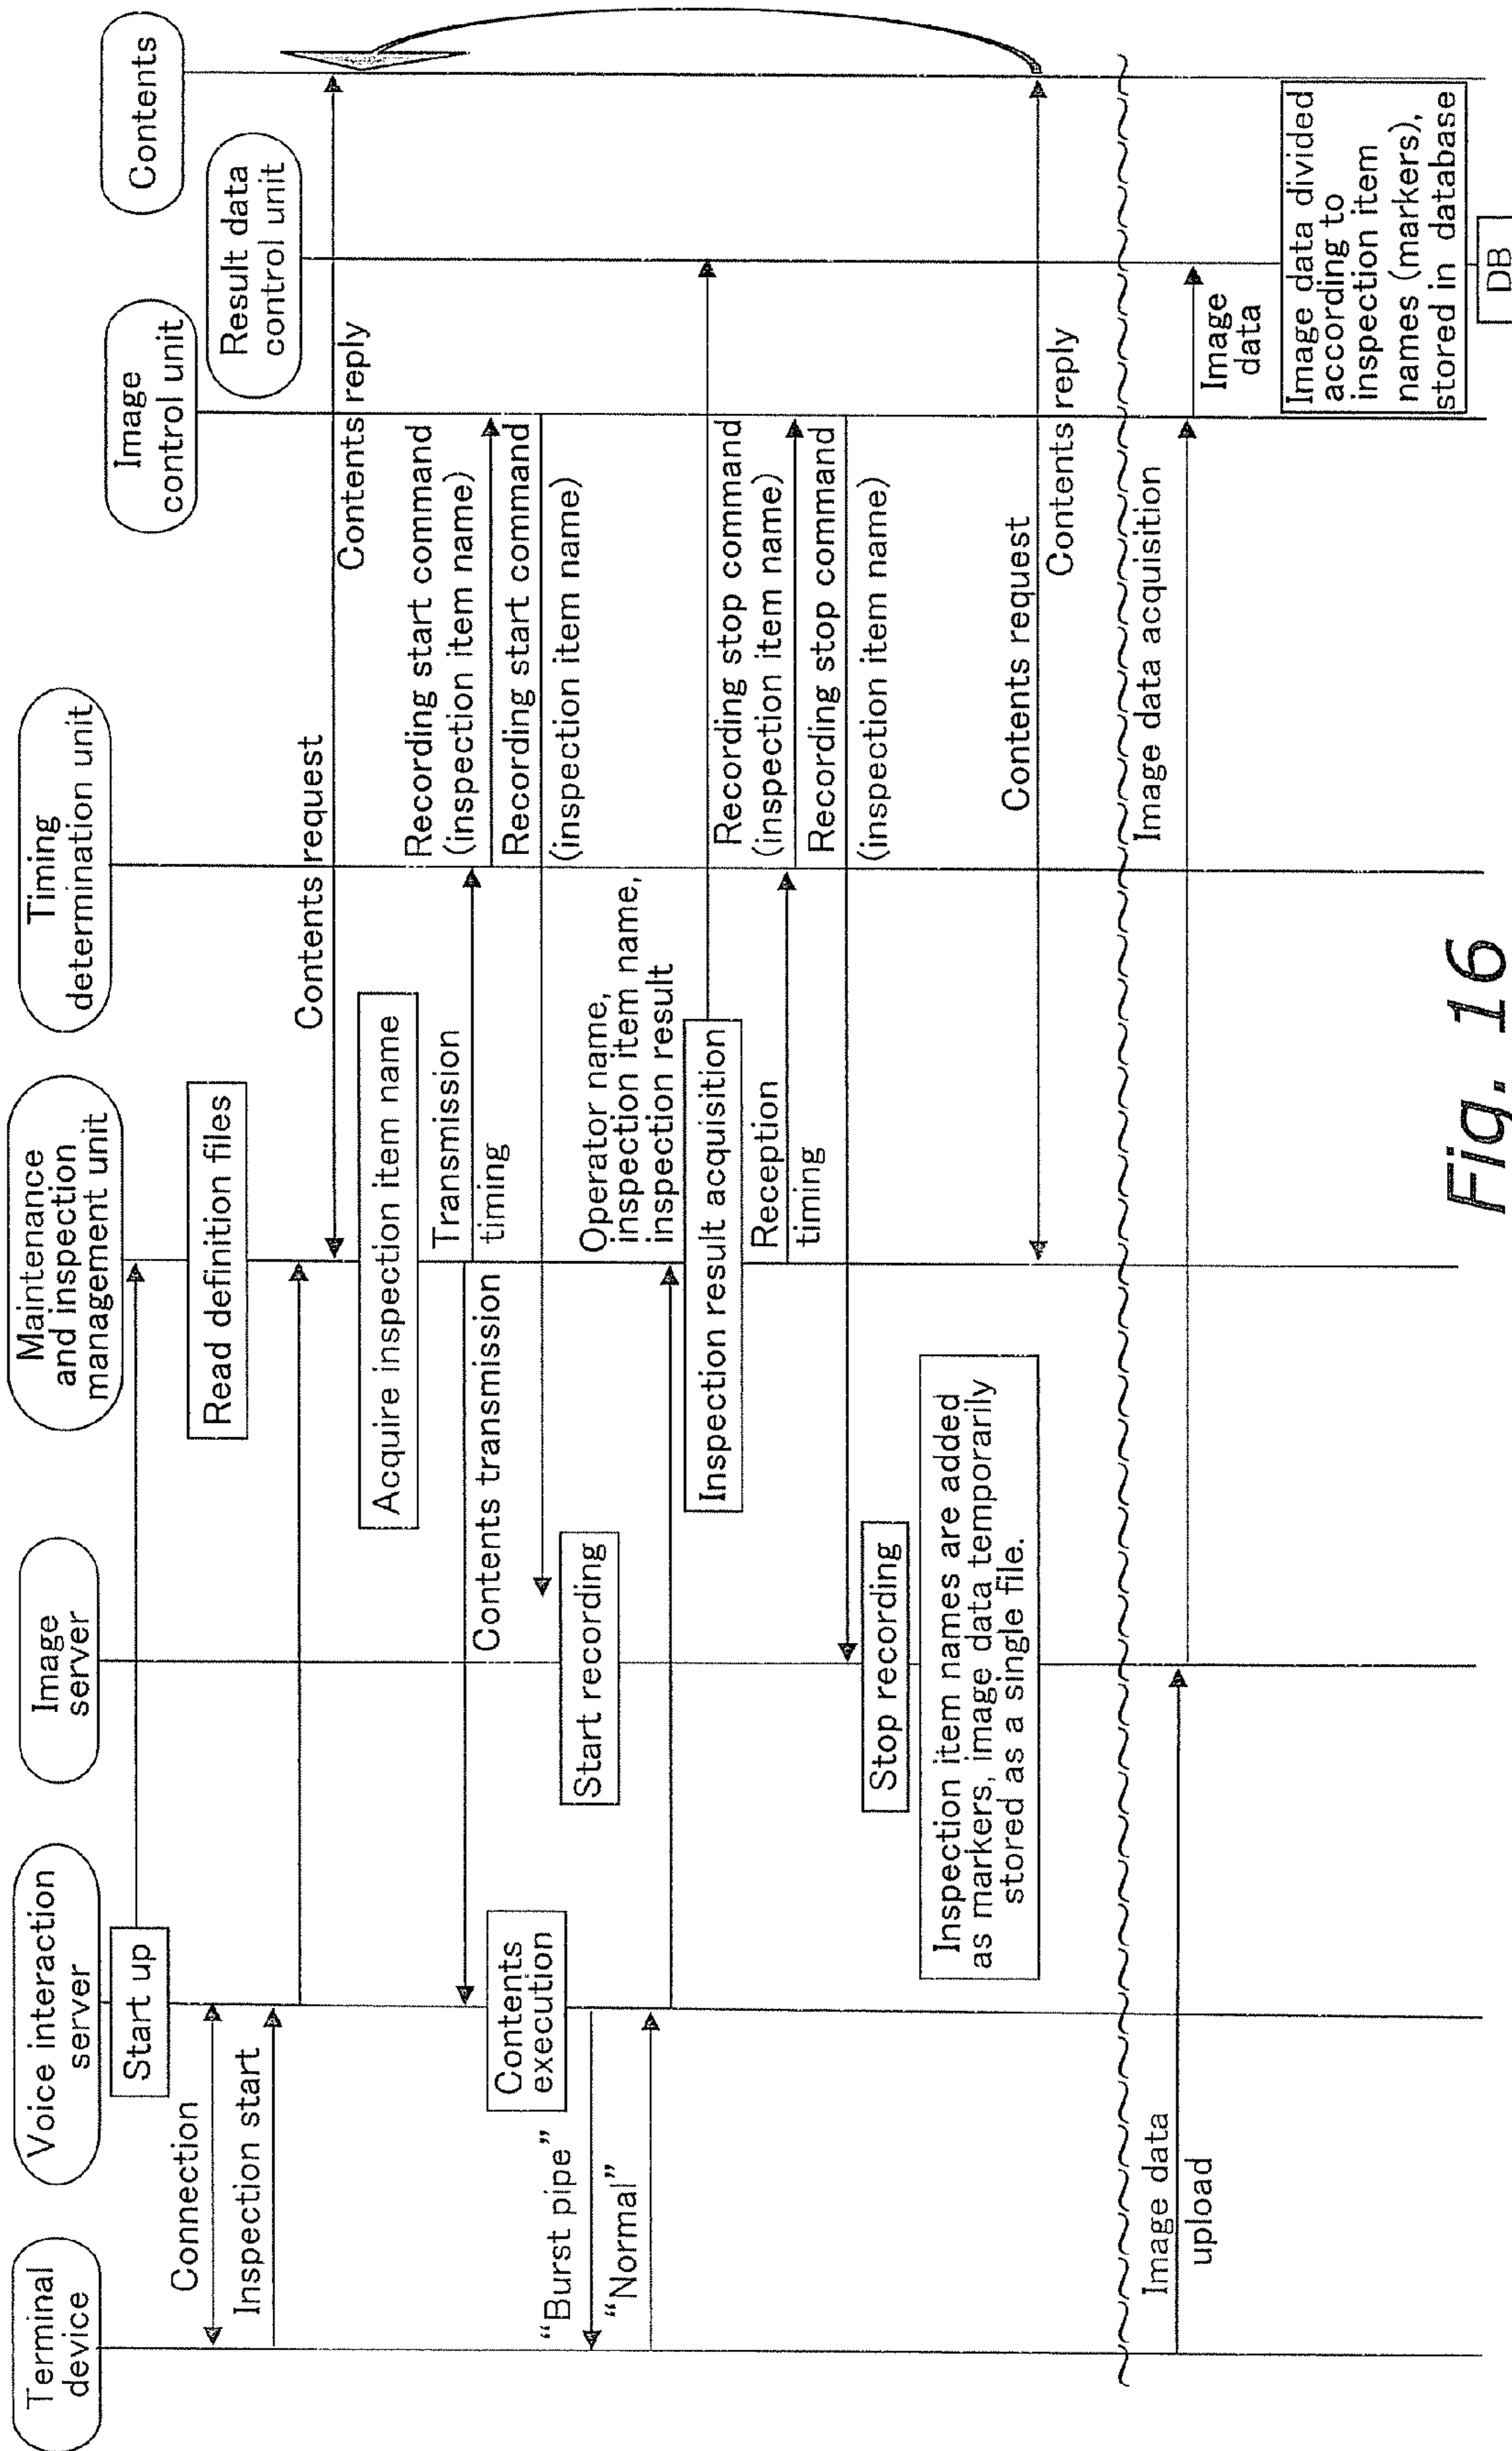 Terminal
device
Voice interaction
server
Image
server
Maintenance
and inspection
management unit
Timing
determination unit
Image
control unit
Result data
control unit
Contents
Start up
Connection
Read definition files
Inspection start
Contents request
Contents reply
Acquire inspection item name
Transmission
timing
Recording start command
(inspection item name)
Contents transmission
Recording start command
(inspection item name)
Contents
execution
Start recording
“Burst pipe”
“Normal”
Operator name,
inspection item name,
inspection result
Inspection result acquisition
Reception
timing
Recording stop command
(inspection item name)
Recording stop command
(inspection item name)
Stop recording
Inspection item names are added
as markers, image data temporarily
stored as a single file.
Contents request
Contents reply
Image data
upload
Image data acquisition
Image
data
Image data divided
according to
inspection item
names (markers),
stored in database
DB
Fig. 16